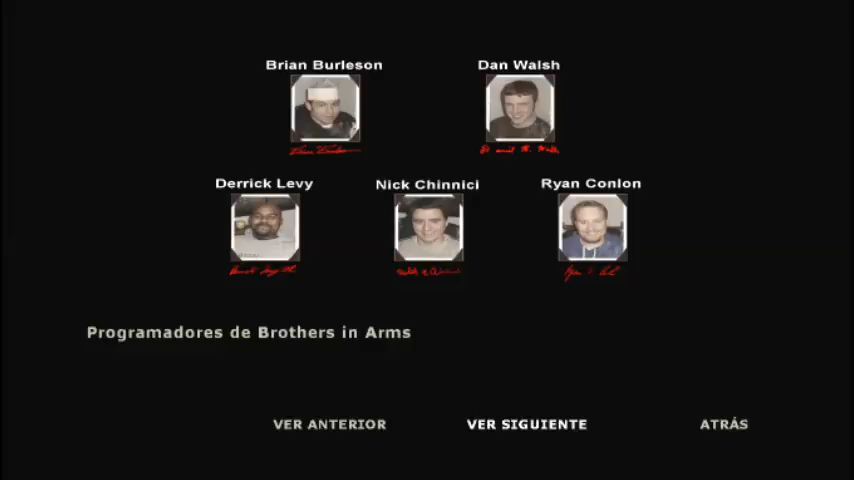 Brian Burleson Dan Walsh
Derrick Levy Nick Chinnici Ryan Conlon
Programadores de Brothers in Arms
VER ANTERIOR VER SIGUIENTE ATRÁS